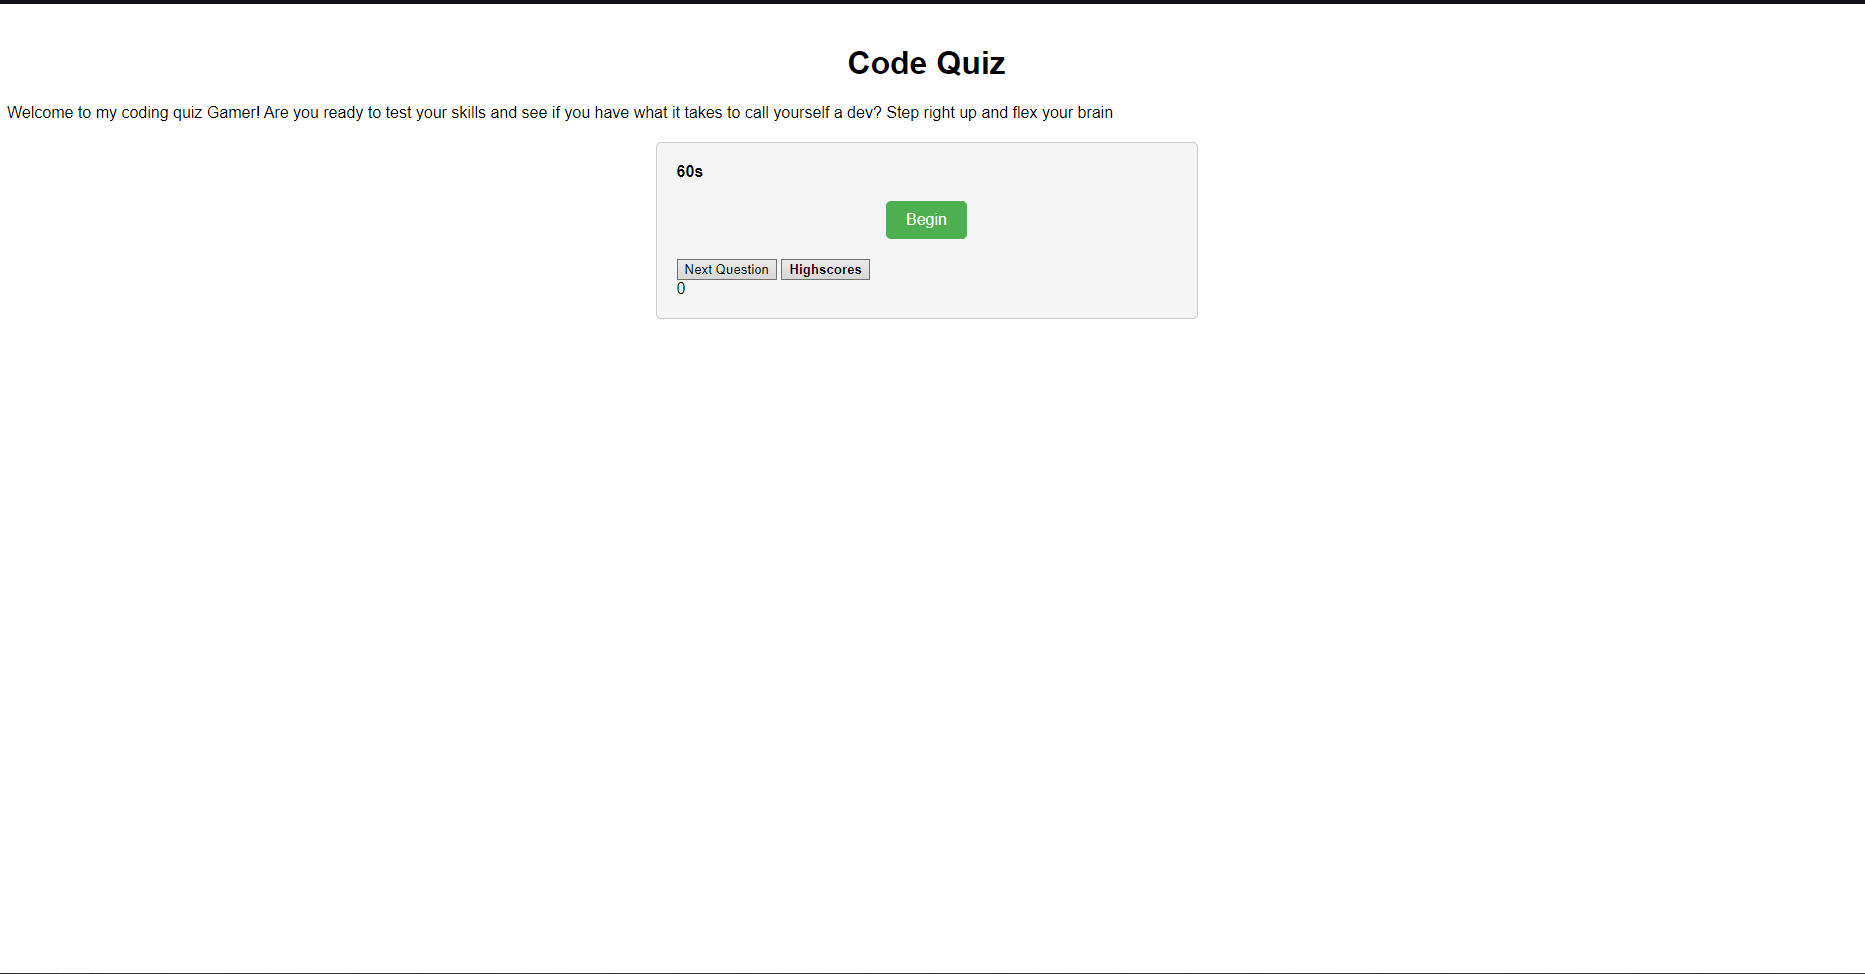 Code Quiz
Welcome to my coding quiz Gamer! Are you ready to test your skills and see if you have what it takes to call yourself a dev? Step right up and flex your brain
60s
Begin
Next Question Highscores
0